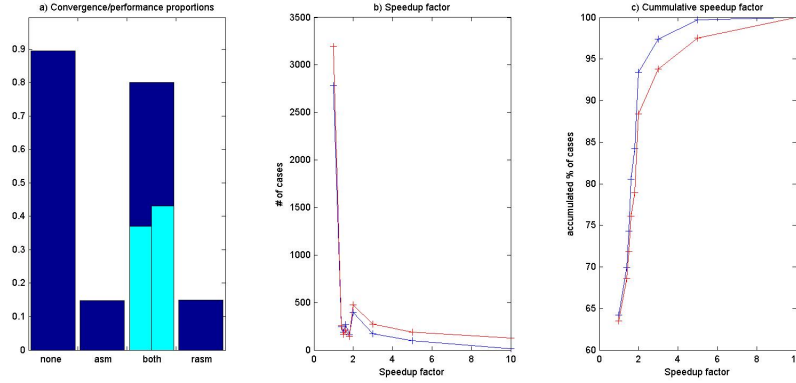 a) Convergence/performance proportions
0.9
0.8
0.7
0.6
0.5
0.4
0.3
0.2
0.1
0
none asm both rasm
b) Speedup factor
3500
3000
2500
2000
1500
1000
500
0
# of cases
0 2 4 6 8 10
Speedup factor
c) Cummulative speedup factor
100
95
90
85
80
75
70
65
60
accumulated % of cases
0 2 4 6 8 10
Speedup factor